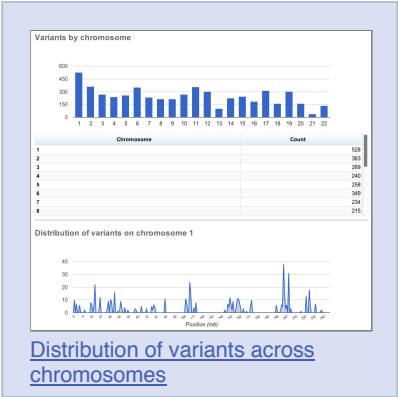 Variants by chromosome
600
450
300
150
0
1 2 3 4 5 6 7 8 9 10 11 12 13 14 15 16 17 18 19 20 21 22
Chromosome Count
1 528
2 363
3 269
4 240
5 258
6 349
7 234
8 215
Distribution of variants on chromosome 1
40
30
20
10
0
Position (mb)
Distribution of variants across
chromosomes